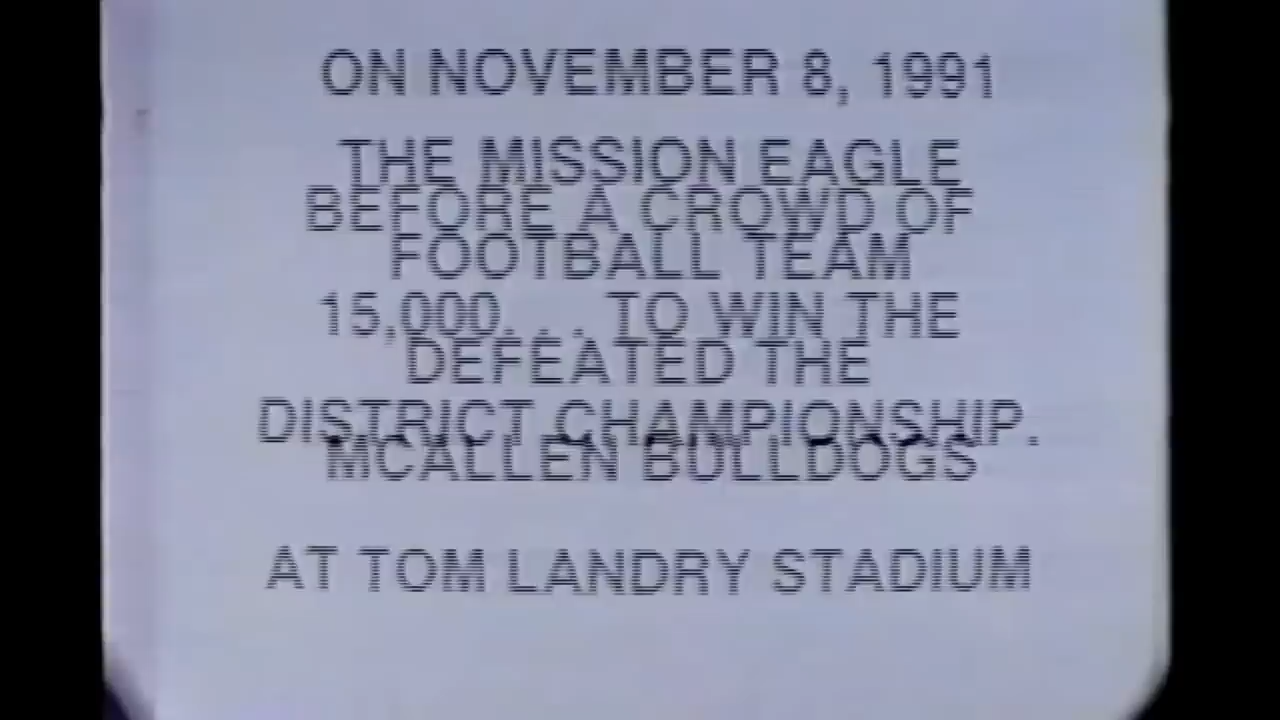 ON NOVEMBER 8, 1991
THE MISSION EAGLE
BEFORE A CROWD OF
FOOTBALL TEAM
15,000. . . TO WIN THE
DEFEATED THE
DISTRICT CHAMPIONSHIP.
MCALLEN BULLDOGS
AT TOM LANDRY STADIUM